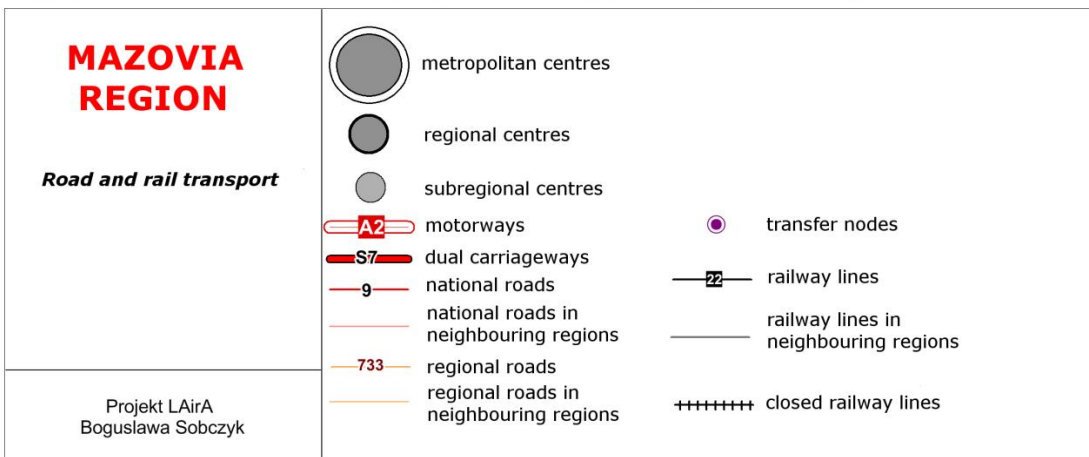 MAZOVIA
REGION
Road and rail transport
Projekt LAirA
Boguslawa Sobczyk
metropolitan centres
regional centres
subregional centres
A2 motorways
S7 dual carriageways
9 national roads
national roads in
neighbouring regions
733 regional roads
regional roads in
neighbouring regions
transfer nodes
22 railway lines
railway lines in
neighbouring regions
closed railway lines